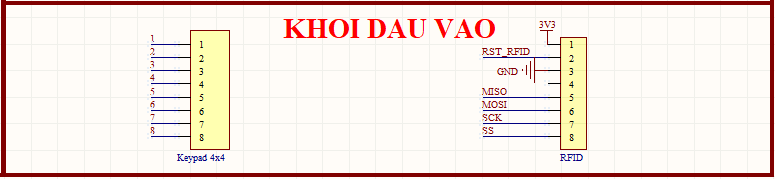 KHOI DAU VAO
1 1
2 2
3 3
4 4
5 5
6 6
7 7
8 8
Keypad 4x4
3V3
1
RST_RFID 2
GND 3
4
MISO 5
MOSI 6
SCK 7
SS 8
RFID